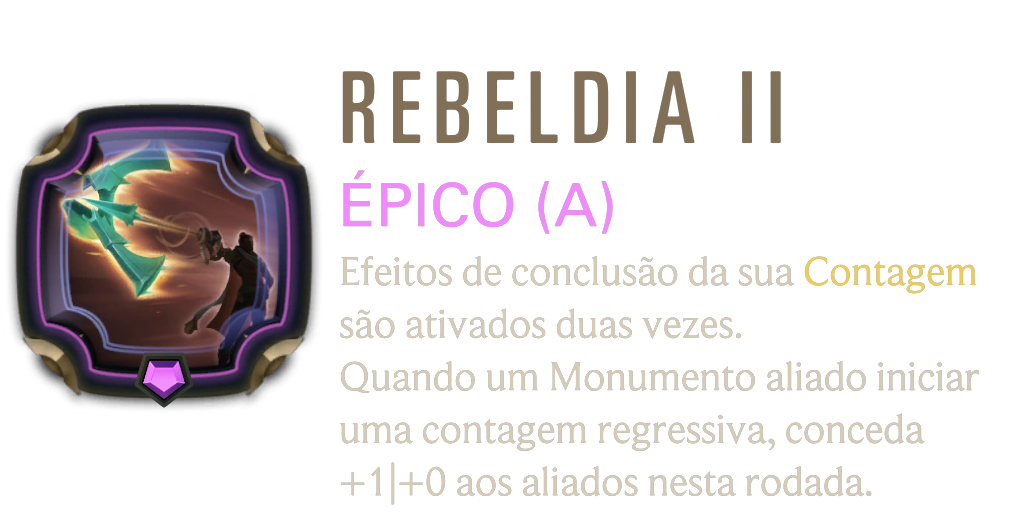 REBELDIA II
ÉPICO (A)
Efeitos de conclusão da sua Contagem
são ativados duas vezes.
Quando um Monumento aliado iniciar
uma contagem regressiva, conceda
+1|+0 aos aliados nesta rodada.